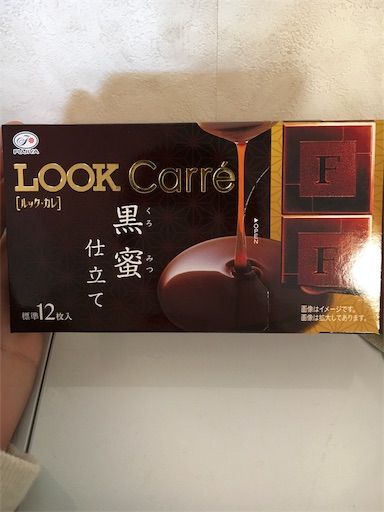 FUJIYA
LOOK Carré
[ルック・カレ]
黒蜜
くろ みつ
仕立て
標準12枚入
▶OPEN
F
F
画像はイメージです。
画像は拡大してあります。